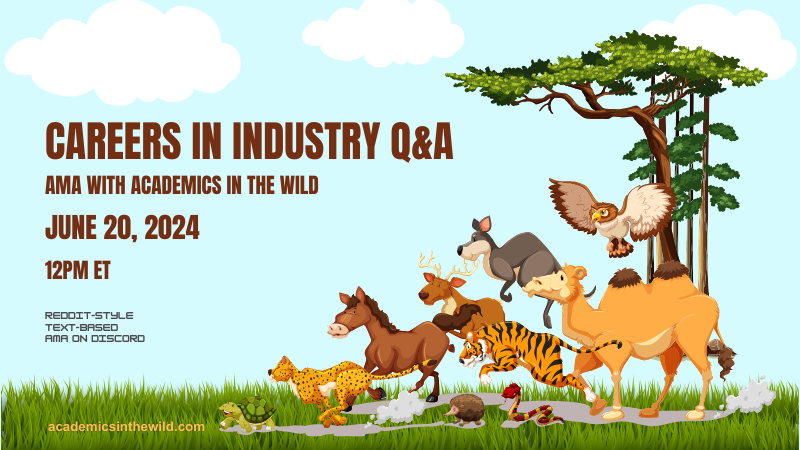 CAREERS IN INDUSTRY Q&A
AMA WITH ACADEMICS IN THE WILD
JUNE 20, 2024
12PM ET
REDDIT-STYLE
TEXT-BASED
AMA ON DISCORD
academicsinthewild.com